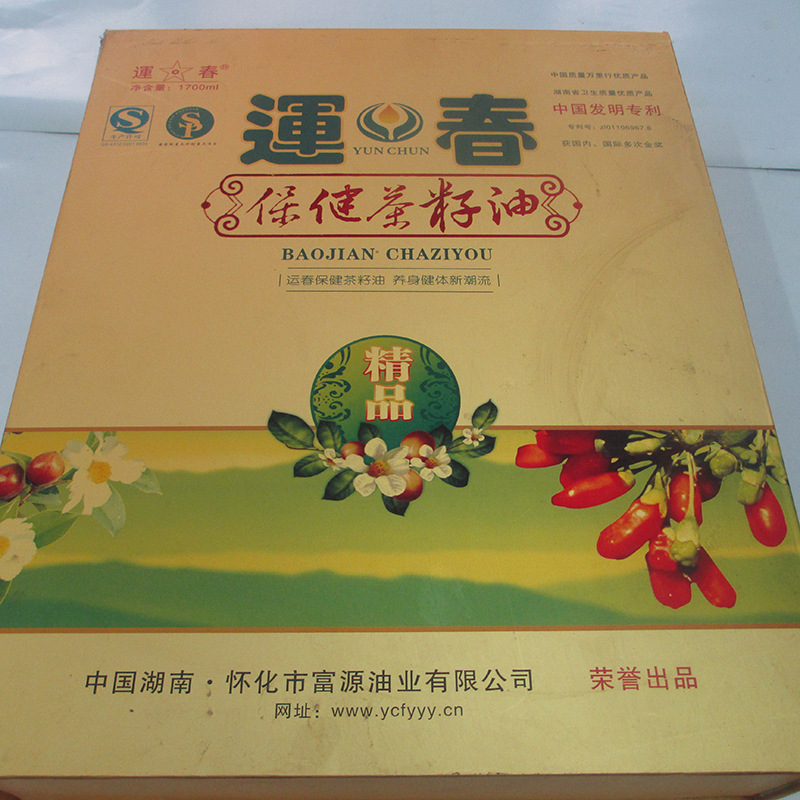 運 春®
净含量：1700ml
中国质量万里行优质产品
湖南省卫生质量优质产品
中国发明专利
获国内、国际多次金奖
運 春
YUN CHUN
保健茶籽油
BAOJIAN CHAZIYOU
运春保健茶籽油 养身健体新潮流
精品
中国湖南·怀化市富源油业有限公司 荣誉出品
网址：www.ycfyyy.cn